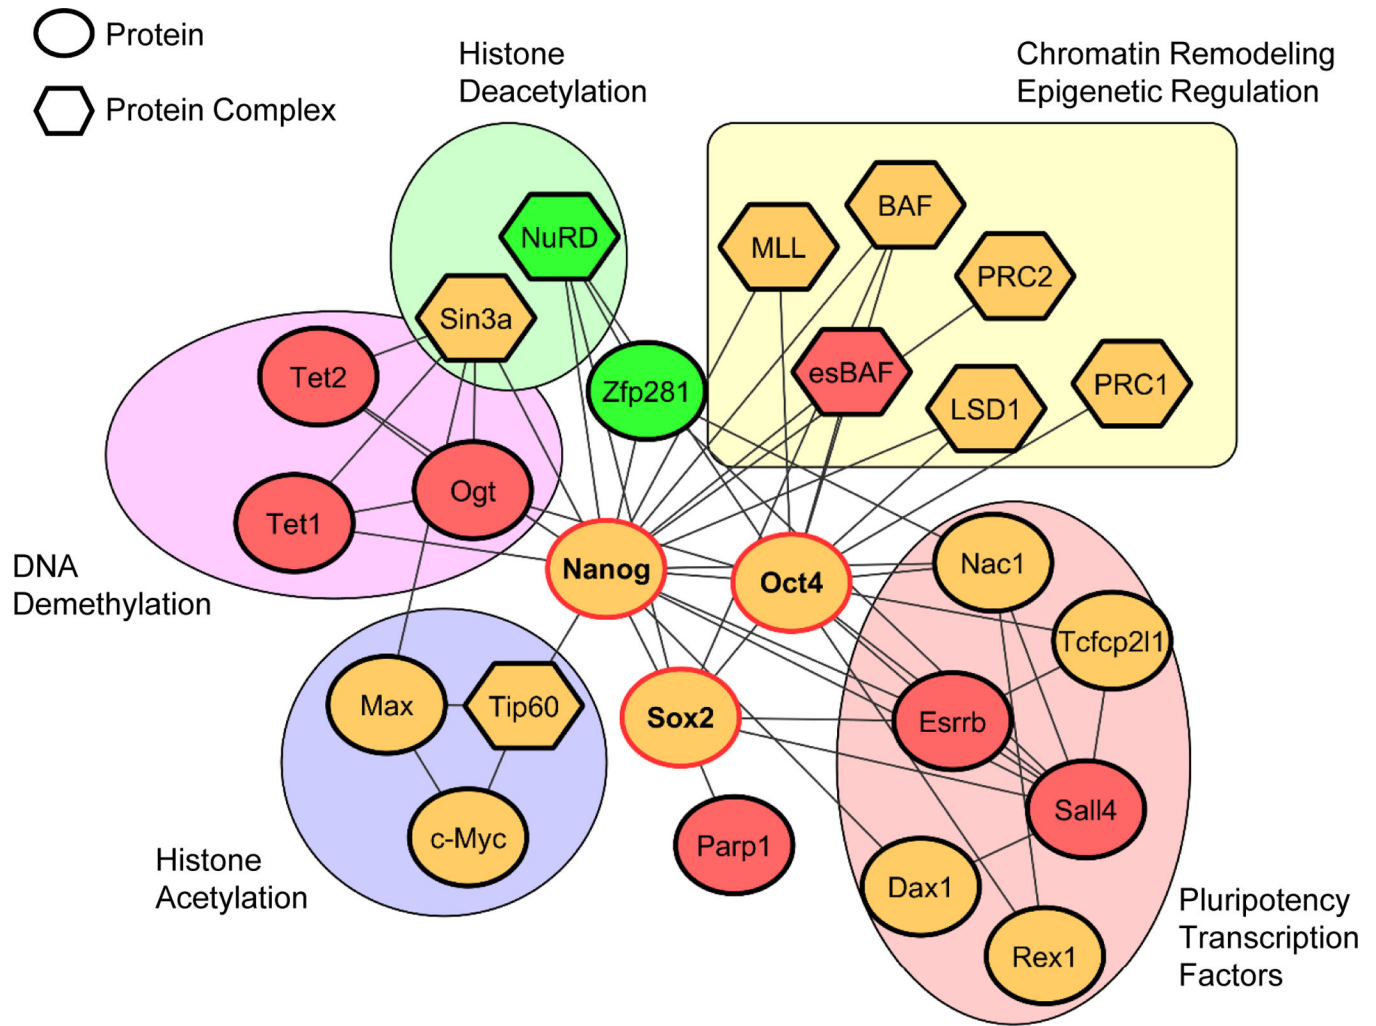 Protein
Protein Complex
Histone
Deacetylation
Chromatin Remodeling
Epigenetic Regulation
NuRD
Sin3a
MLL
BAF
PRC2
esBAF
LSD1
PRC1
Tet2
Zfp281
Ogt
Tet1
DNA
Demethylation
Nanog
Oct4
Nac1
Tcfcp2l1
Max
Tip60
Sox2
Esrrb
c-Myc
Parp1
Sall4
Dax1
Rex1
Histone
Acetylation
Pluripotency
Transcription
Factors